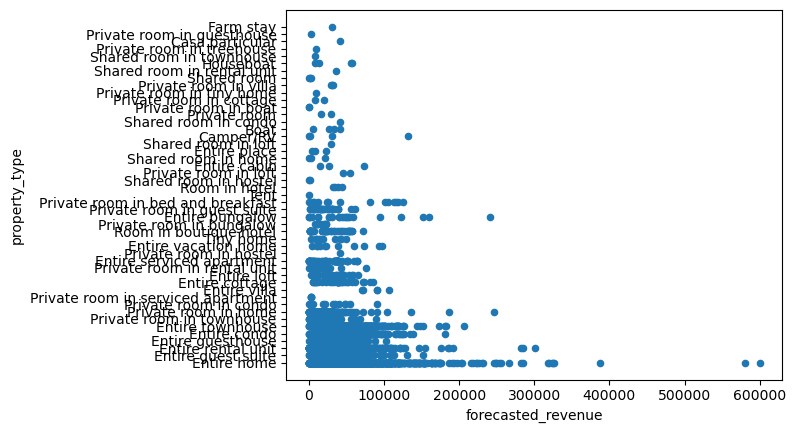 Farm stay
Private room in guesthouse
Casa particular
Private room in treehouse
Shared room in townhouse
Houseboat
Shared room in rental unit
Shared room
Private room in villa
Private room in tiny home
Private room in cottage
Private room in boat
Private room
Shared room in condo
Boat
Camper/RV
Shared room in loft
Entire place
Shared room in home
Entire cabin
Private room in loft
Shared room in hostel
Room in hotel
Tent
Private room in bed and breakfast
Private room in guest suite
Entire bungalow
Private room in bungalow
Room in boutique hotel
Tiny home
Entire vacation home
Private room in hostel
Entire serviced apartment
Private room in rental unit
Entire loft
Entire cottage
Entire villa
Private room in serviced apartment
Private room in condo
Private room in home
Private room in townhouse
Entire townhouse
Entire condo
Entire guesthouse
Entire rental unit
Entire guest suite
Entire home
property_type
0 100000 200000 300000 400000 500000 600000
forecasted_revenue